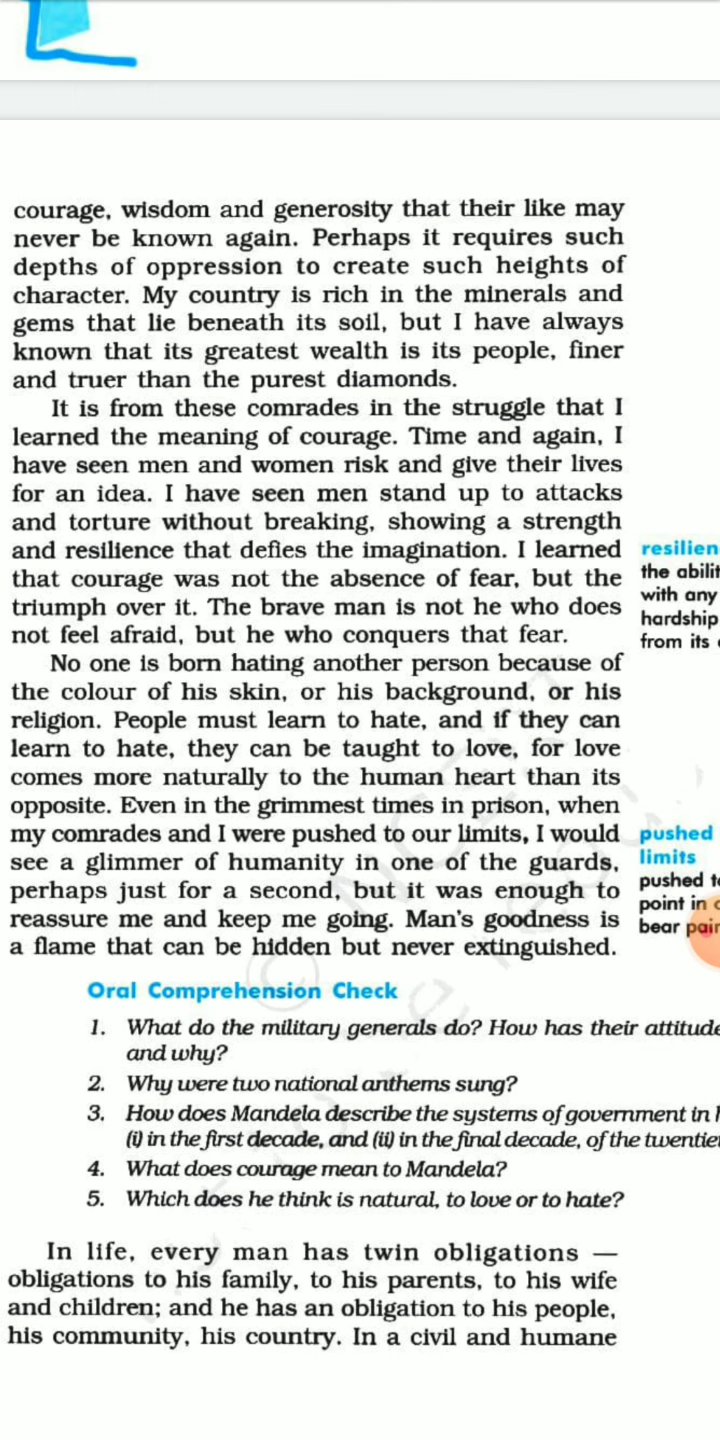 courage, wisdom and generosity that their like may
never be known again. Perhaps it requires such
depths of oppression to create such heights of
character. My country is rich in the minerals and
gems that lie beneath its soil, but I have always
known that its greatest wealth is its people, finer
and truer than the purest diamonds.
It is from these comrades in the struggle that I
learned the meaning of courage. Time and again, I
have seen men and women risk and give their lives
for an idea. I have seen men stand up to attacks
and torture without breaking, showing a strength
and resilience that defies the imagination. I learned
that courage was not the absence of fear, but the
triumph over it. The brave man is not he who does
not feel afraid, but he who conquers that fear.
resilien
the abilit
with any
hardship
from its
No one is born hating another person because of
the colour of his skin, or his background, or his
religion. People must learn to hate, and if they can
learn to hate, they can be taught to love, for love
comes more naturally to the human heart than its
opposite. Even in the grimmest times in prison, when
my comrades and I were pushed to our limits, I would
see a glimmer of humanity in one of the guards,
perhaps just for a second, but it was enough to
reassure me and keep me going. Man's goodness is
a flame that can be hidden but never extinguished.
pushed
limits
pushed
point in
bear
Oral Comprehension Check
1. What do the military generals do? How has their attitude
and why?
2. Why were two national anthems sung?
3. How does Mandela describe the systems of government in
(i) in the first decade, and (ii) in the final decade, of the
4. What does courage mean to Mandela?
5. Which does he think is natural, to love or to hate?
In life, every man has twin obligations —
obligations to his family, to his parents, to his wife
and children; and he has an obligation to his people,
his community, his country. In a civil and humane